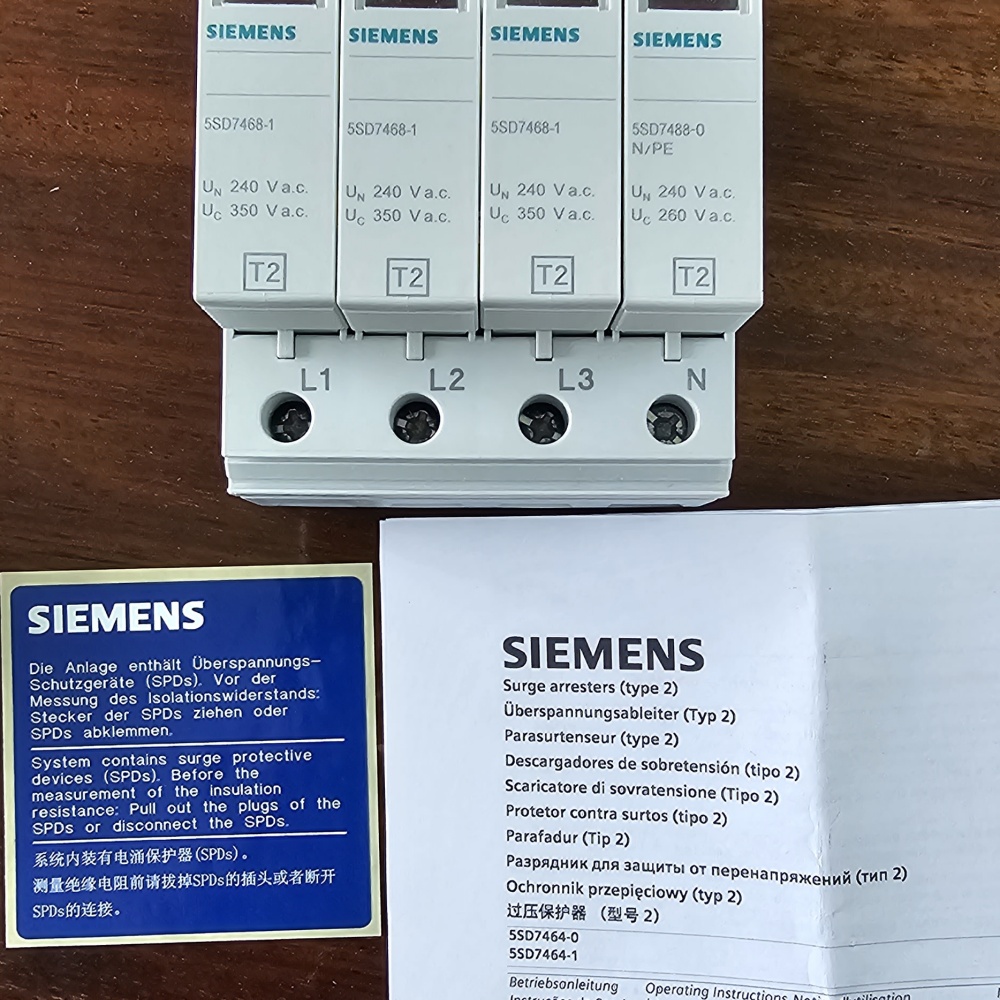 SIEMENS
5SD7468-1
UN 240 V a.c.
UC 350 V a.c.
T2
SIEMENS
5SD7468-1
UN 240 V a.c.
UC 350 V a.c.
T2
SIEMENS
5SD7468-1
UN 240 V a.c.
UC 350 V a.c.
T2
SIEMENS
5SD7488-0
N/PE
UN 240 V a.c.
UC 260 V a.c.
T2
L1
L2
L3
N
SIEMENS
Die Anlage enthält Überspannungs-
Schutzgeräte (SPDs). Vor der
Messung des Isolationswiderstands:
Stecker der SPDs ziehen oder
SPDs abklemmen.
System contains surge protective
devices (SPDs). Before the
measurement of the insulation
resistance: Pull out the plugs of the
SPDs or disconnect the SPDs.
系统内装有电涌保护器(SPDs)。
测量绝缘电阻前请拔掉SPDs的插头或者断开
SPDs的连接。
SIEMENS
Surge arresters (type 2)
Überspannungsableiter (Typ 2)
Parasurtenseur (type 2)
Descargadores de sobretensión (tipo 2)
Scaricatore di sovratensione (Tipo 2)
Protetor contra surtos (tipo 2)
Parafadur (Tip 2)
Разрядник для защиты от перенапряжений (тип 2)
Ochronnik przepięciowy (typ 2)
过压保护器 （型号 2）
5SD7464-0
5SD7464-1
Betriebsanleitung Operating Instructions